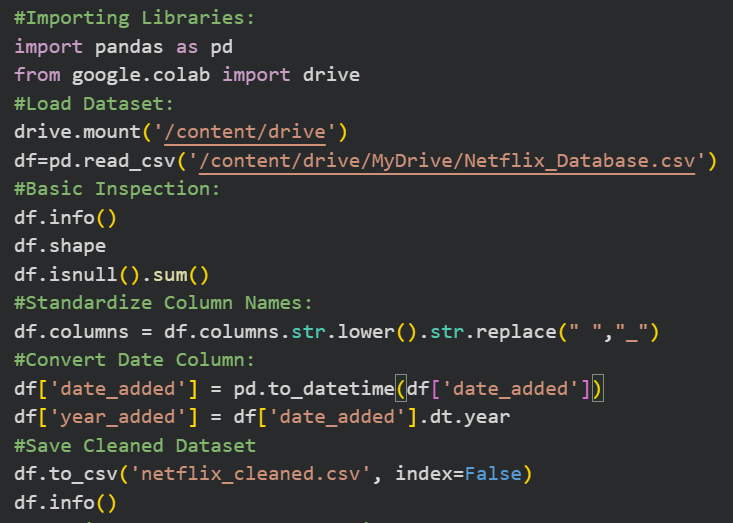 #Importing Libraries:
import pandas as pd
from google.colab import drive
#Load Dataset:
drive.mount('/content/drive')
df=pd.read_csv('/content/drive/MyDrive/Netflix_Database.csv')
#Basic Inspection:
df.info()
df.shape
df.isnull().sum()
#Standardize Column Names:
df.columns = df.columns.str.lower().str.replace(" ","_")
#Convert Date Column:
df['date_added'] = pd.to_datetime(df['date_added'])
df['year_added'] = df['date_added'].dt.year
#Save Cleaned Dataset
df.to_csv('netflix_cleaned.csv', index=False)
df.info()